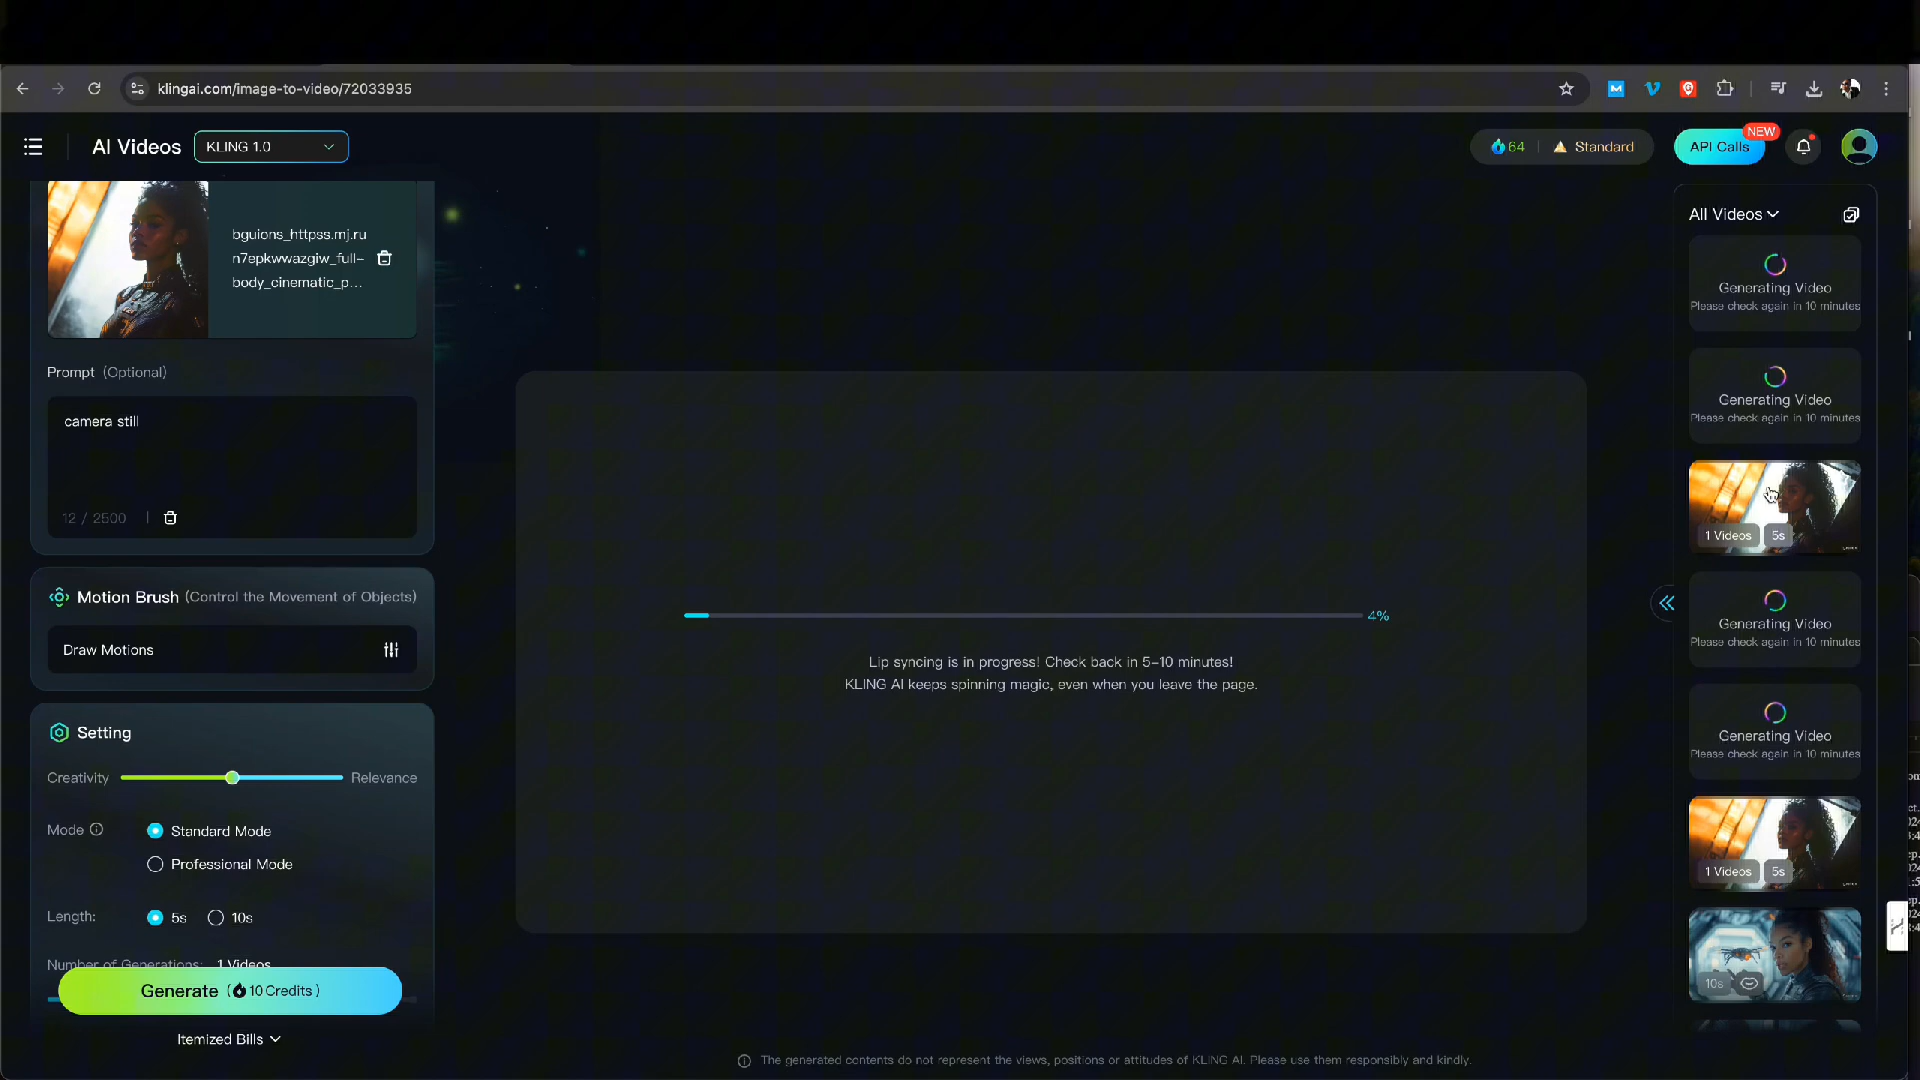 klingai.com/image-to-video/72033935
AI Videos
KLING 1.0
64
Standard
API Calls
NEW
bguions_httpss.mj.ru
n7epkwwazgiw_full-
body_cinematic_p...
Prompt (Optional)
camera still
12 / 2500
Motion Brush (Control the Movement of Objects)
Draw Motions
Setting
Creativity
Relevance
Mode
Standard Mode
Professional Mode
Length:
5s
10s
Number of Generations: 1 Videos
Generate ( 10 Credits )
Itemized Bills
4%
Lip syncing is in progress! Check back in 5-10 minutes!
KLING AI keeps spinning magic, even when you leave the page.
The generated contents do not represent the views, positions or attitudes of KLING AI. Please use them responsibly and kindly.
All Videos
Generating Video
Please check again in 10 minutes
Generating Video
Please check again in 10 minutes
1 Videos 5s
Generating Video
Please check again in 10 minutes
Generating Video
Please check again in 10 minutes
1 Videos 5s
10s